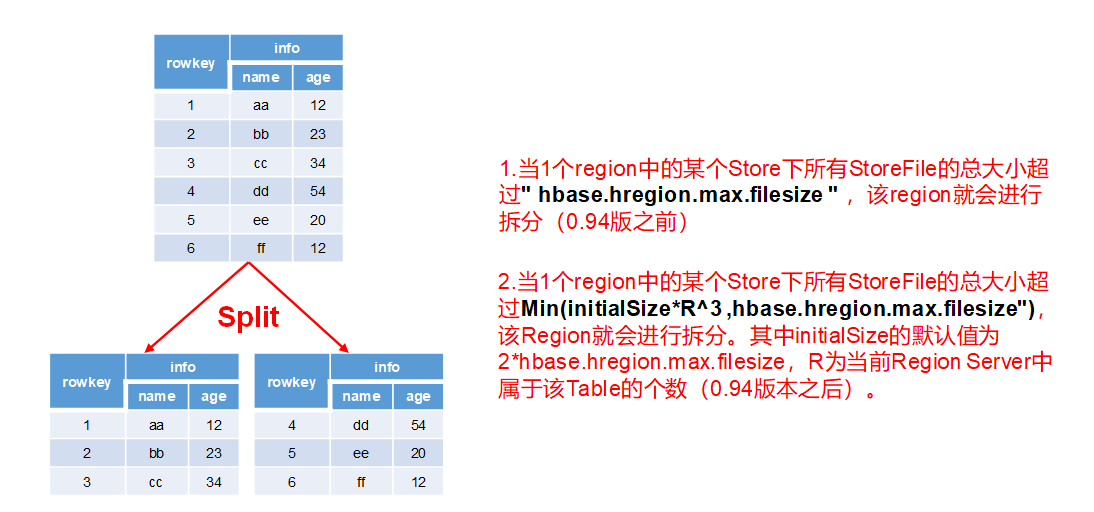 rowkey info
name age
1 aa 12
2 bb 23
3 cc 34
4 dd 54
5 ee 20
6 ff 12
Split
rowkey info
name age
1 aa 12
2 bb 23
3 cc 34
rowkey info
name age
4 dd 54
5 ee 20
6 ff 12
1.当1个region中的某个Store下所有StoreFile的总大小超
过" hbase.hregion.max.filesize " ，该region就会进行
拆分（0.94版之前）
2.当1个region中的某个Store下所有StoreFile的总大小超
过Min(initialSize*R^3 ,hbase.hregion.max.filesize")，
该Region就会进行拆分。其中initialSize的默认值为
2*hbase.hregion.max.filesize，R为当前Region Server中
属于该Table的个数（0.94版本之后）。